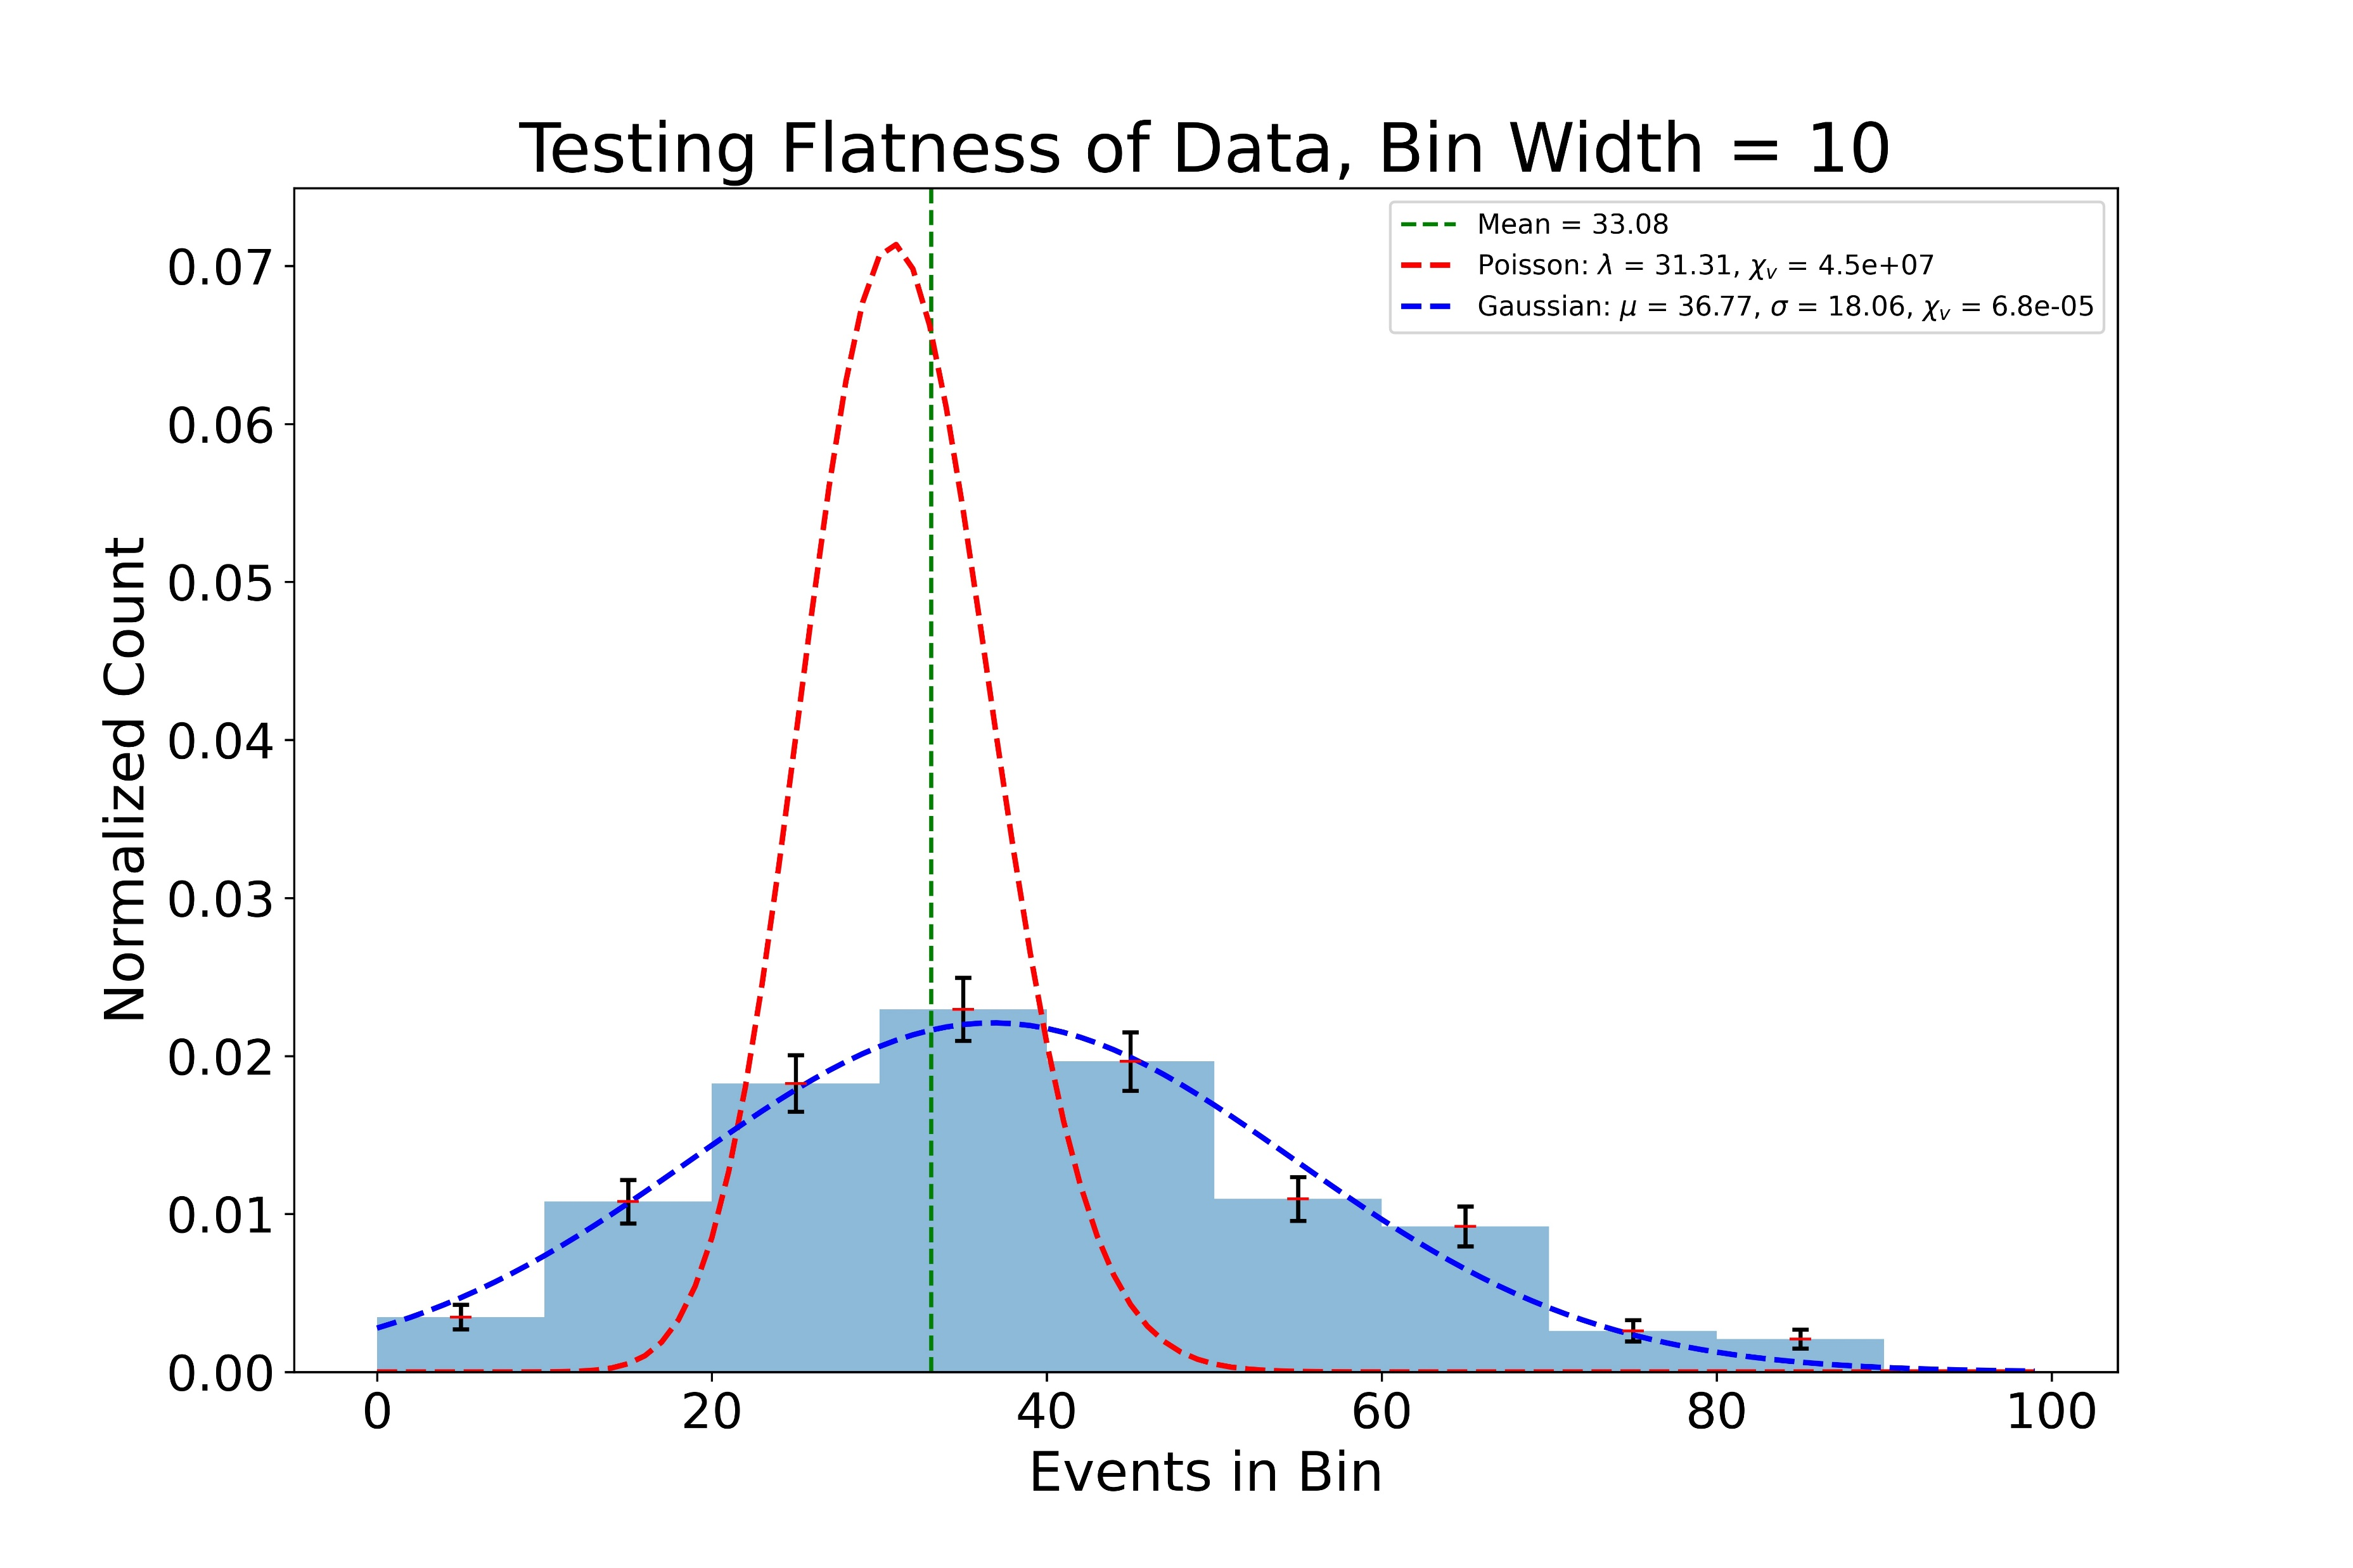 Testing Flatness of Data, Bin Width = 10
Mean = 33.08
Poisson: λ = 31.31, χᵥ = 4.5e+07
Gaussian: μ = 36.77, σ = 18.06, χᵥ = 6.8e-05
Normalized Count
0.07
0.06
0.05
0.04
0.03
0.02
0.01
0.00
0 20 40 60 80 100
Events in Bin